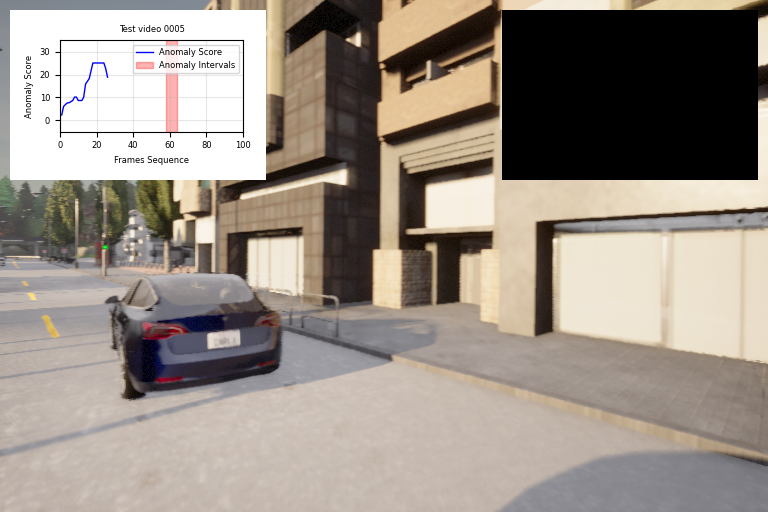 Test video 0005
Anomaly Score
30
20
10
0
Anomaly Score
Anomaly Intervals
0 20 40 60 80 100
Frames Sequence